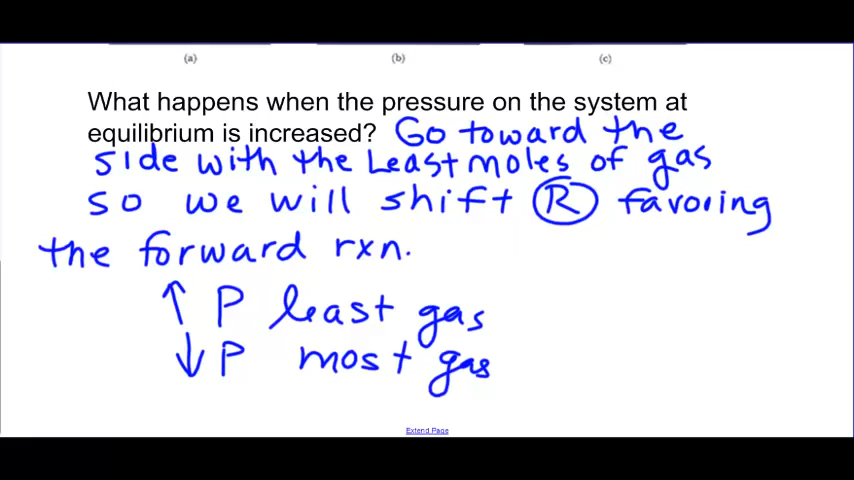 (a) (b) (c)
What happens when the pressure on the system at
equilibrium is increased? Go toward the
side with the Least moles of gas
so we will shift R favoring
the forward rxn.
↑ P least gas
↓ P most gas
Extend Page